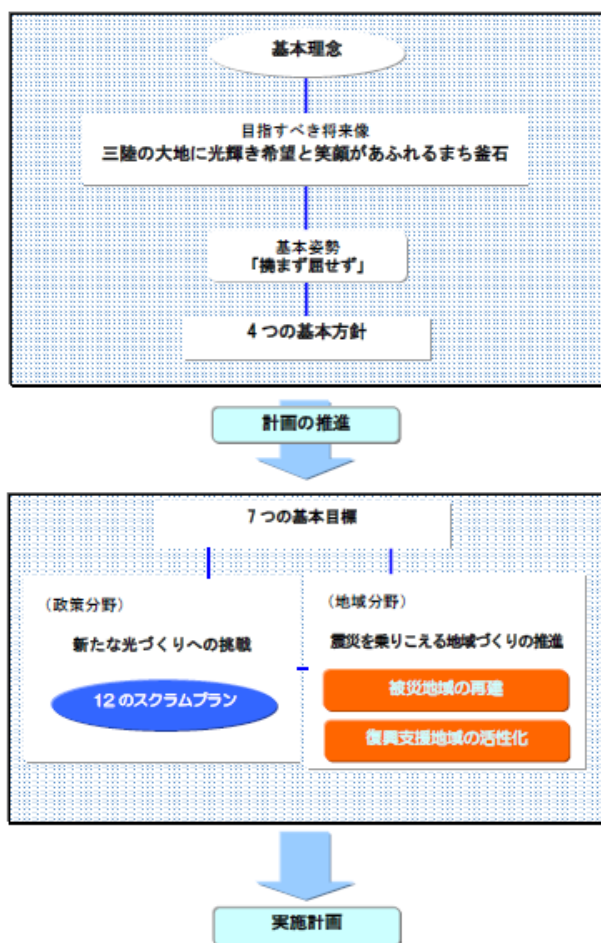 基本理念
目指すべき将来像
三陸の大地に光輝き希望と笑顔があふれるまち釜石
基本姿勢
「撓まず屈せず」
4つの基本方針
計画の推進
7つの基本目標
（政策分野）
新たな光づくりへの挑戦
12のスクラムプラン
（地域分野）
震災を乗りこえる地域づくりの推進
被災地域の再建
復興支援地域の活性化
実施計画